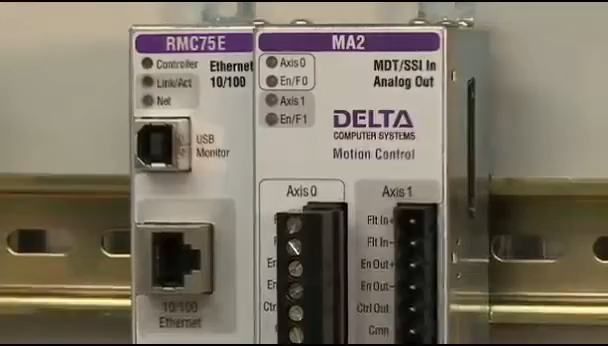 RMC75E
Controller
Link/Act
Net
Ethernet
10/100
USB
Monitor
10/100
Ethernet
MA2
Axis 0
En/F0
Axis 1
En/F1
MDT/SSI In
Analog Out
DELTA
COMPUTER SYSTEMS
Motion Control
Axis 0
Axis 1
Flt In+
Flt In-
En Out+
En Out-
Ctrl Out
Cmn